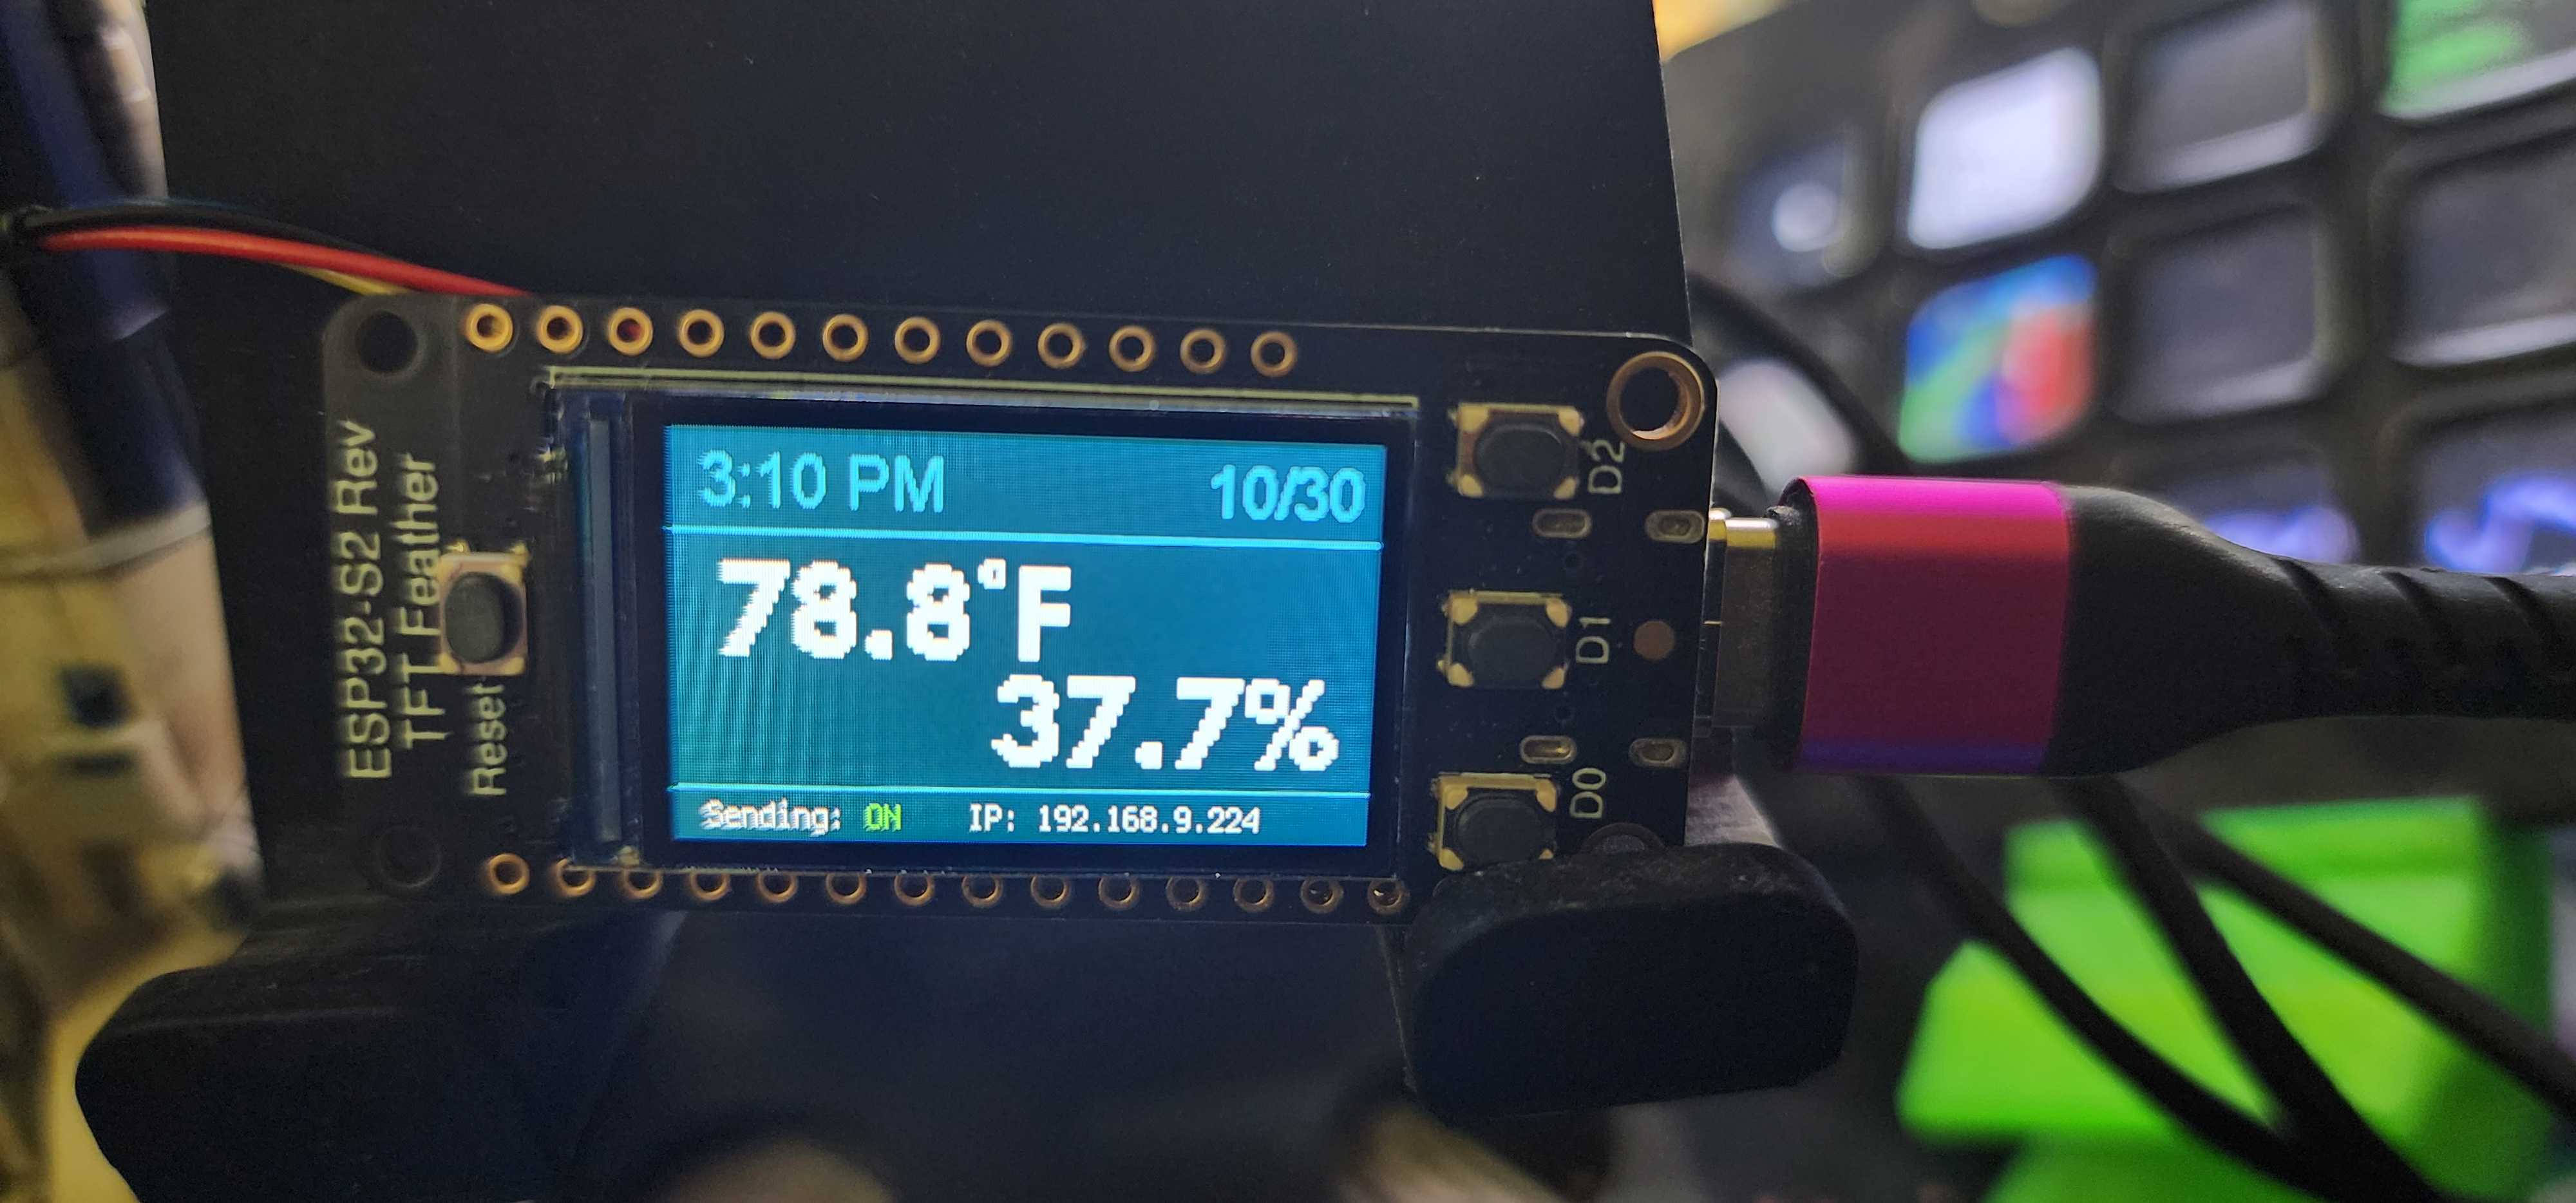 ESP32-S2 Rev
TFT Feather
Reset
3:10 PM 10/30
78.8°F
37.7%
Sending: ON IP: 192.168.9.224
D2
D1
D0